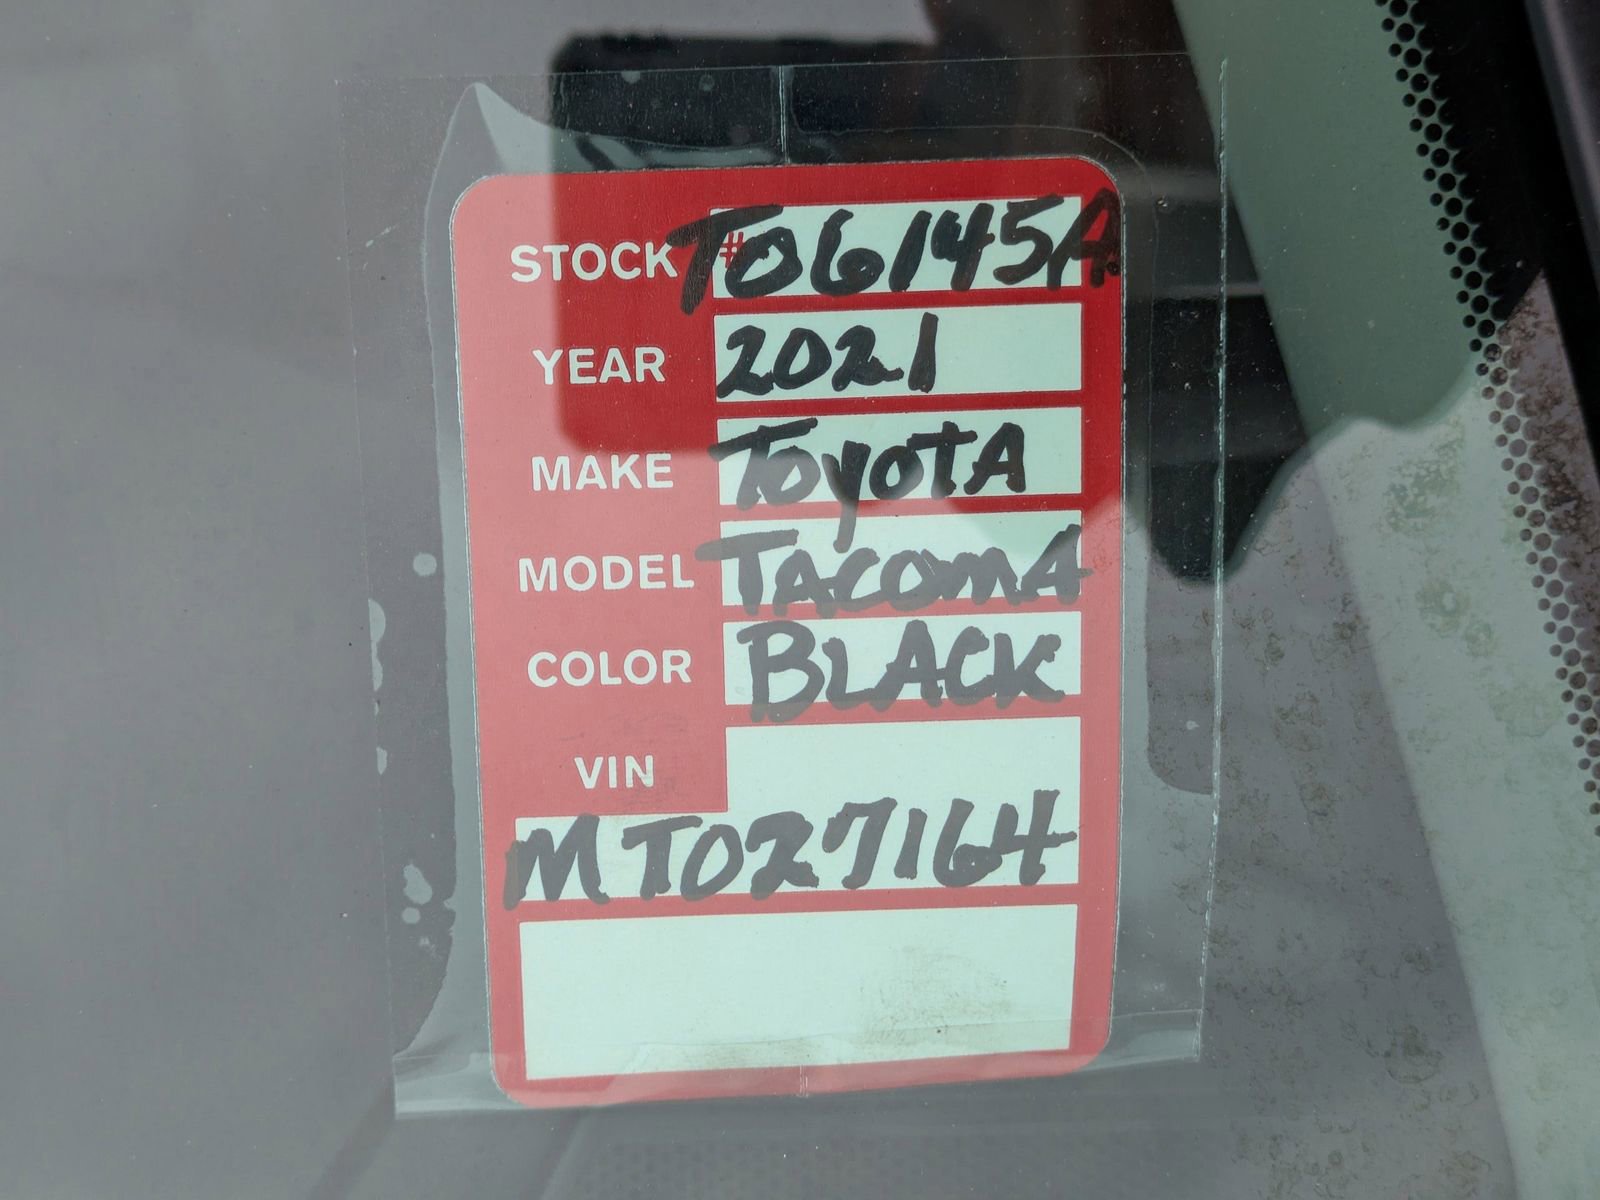 STOCK # T06145A
YEAR 2021
MAKE ToyotA
MODEL TAComA
COLOR BLACK
VIN
MT027164